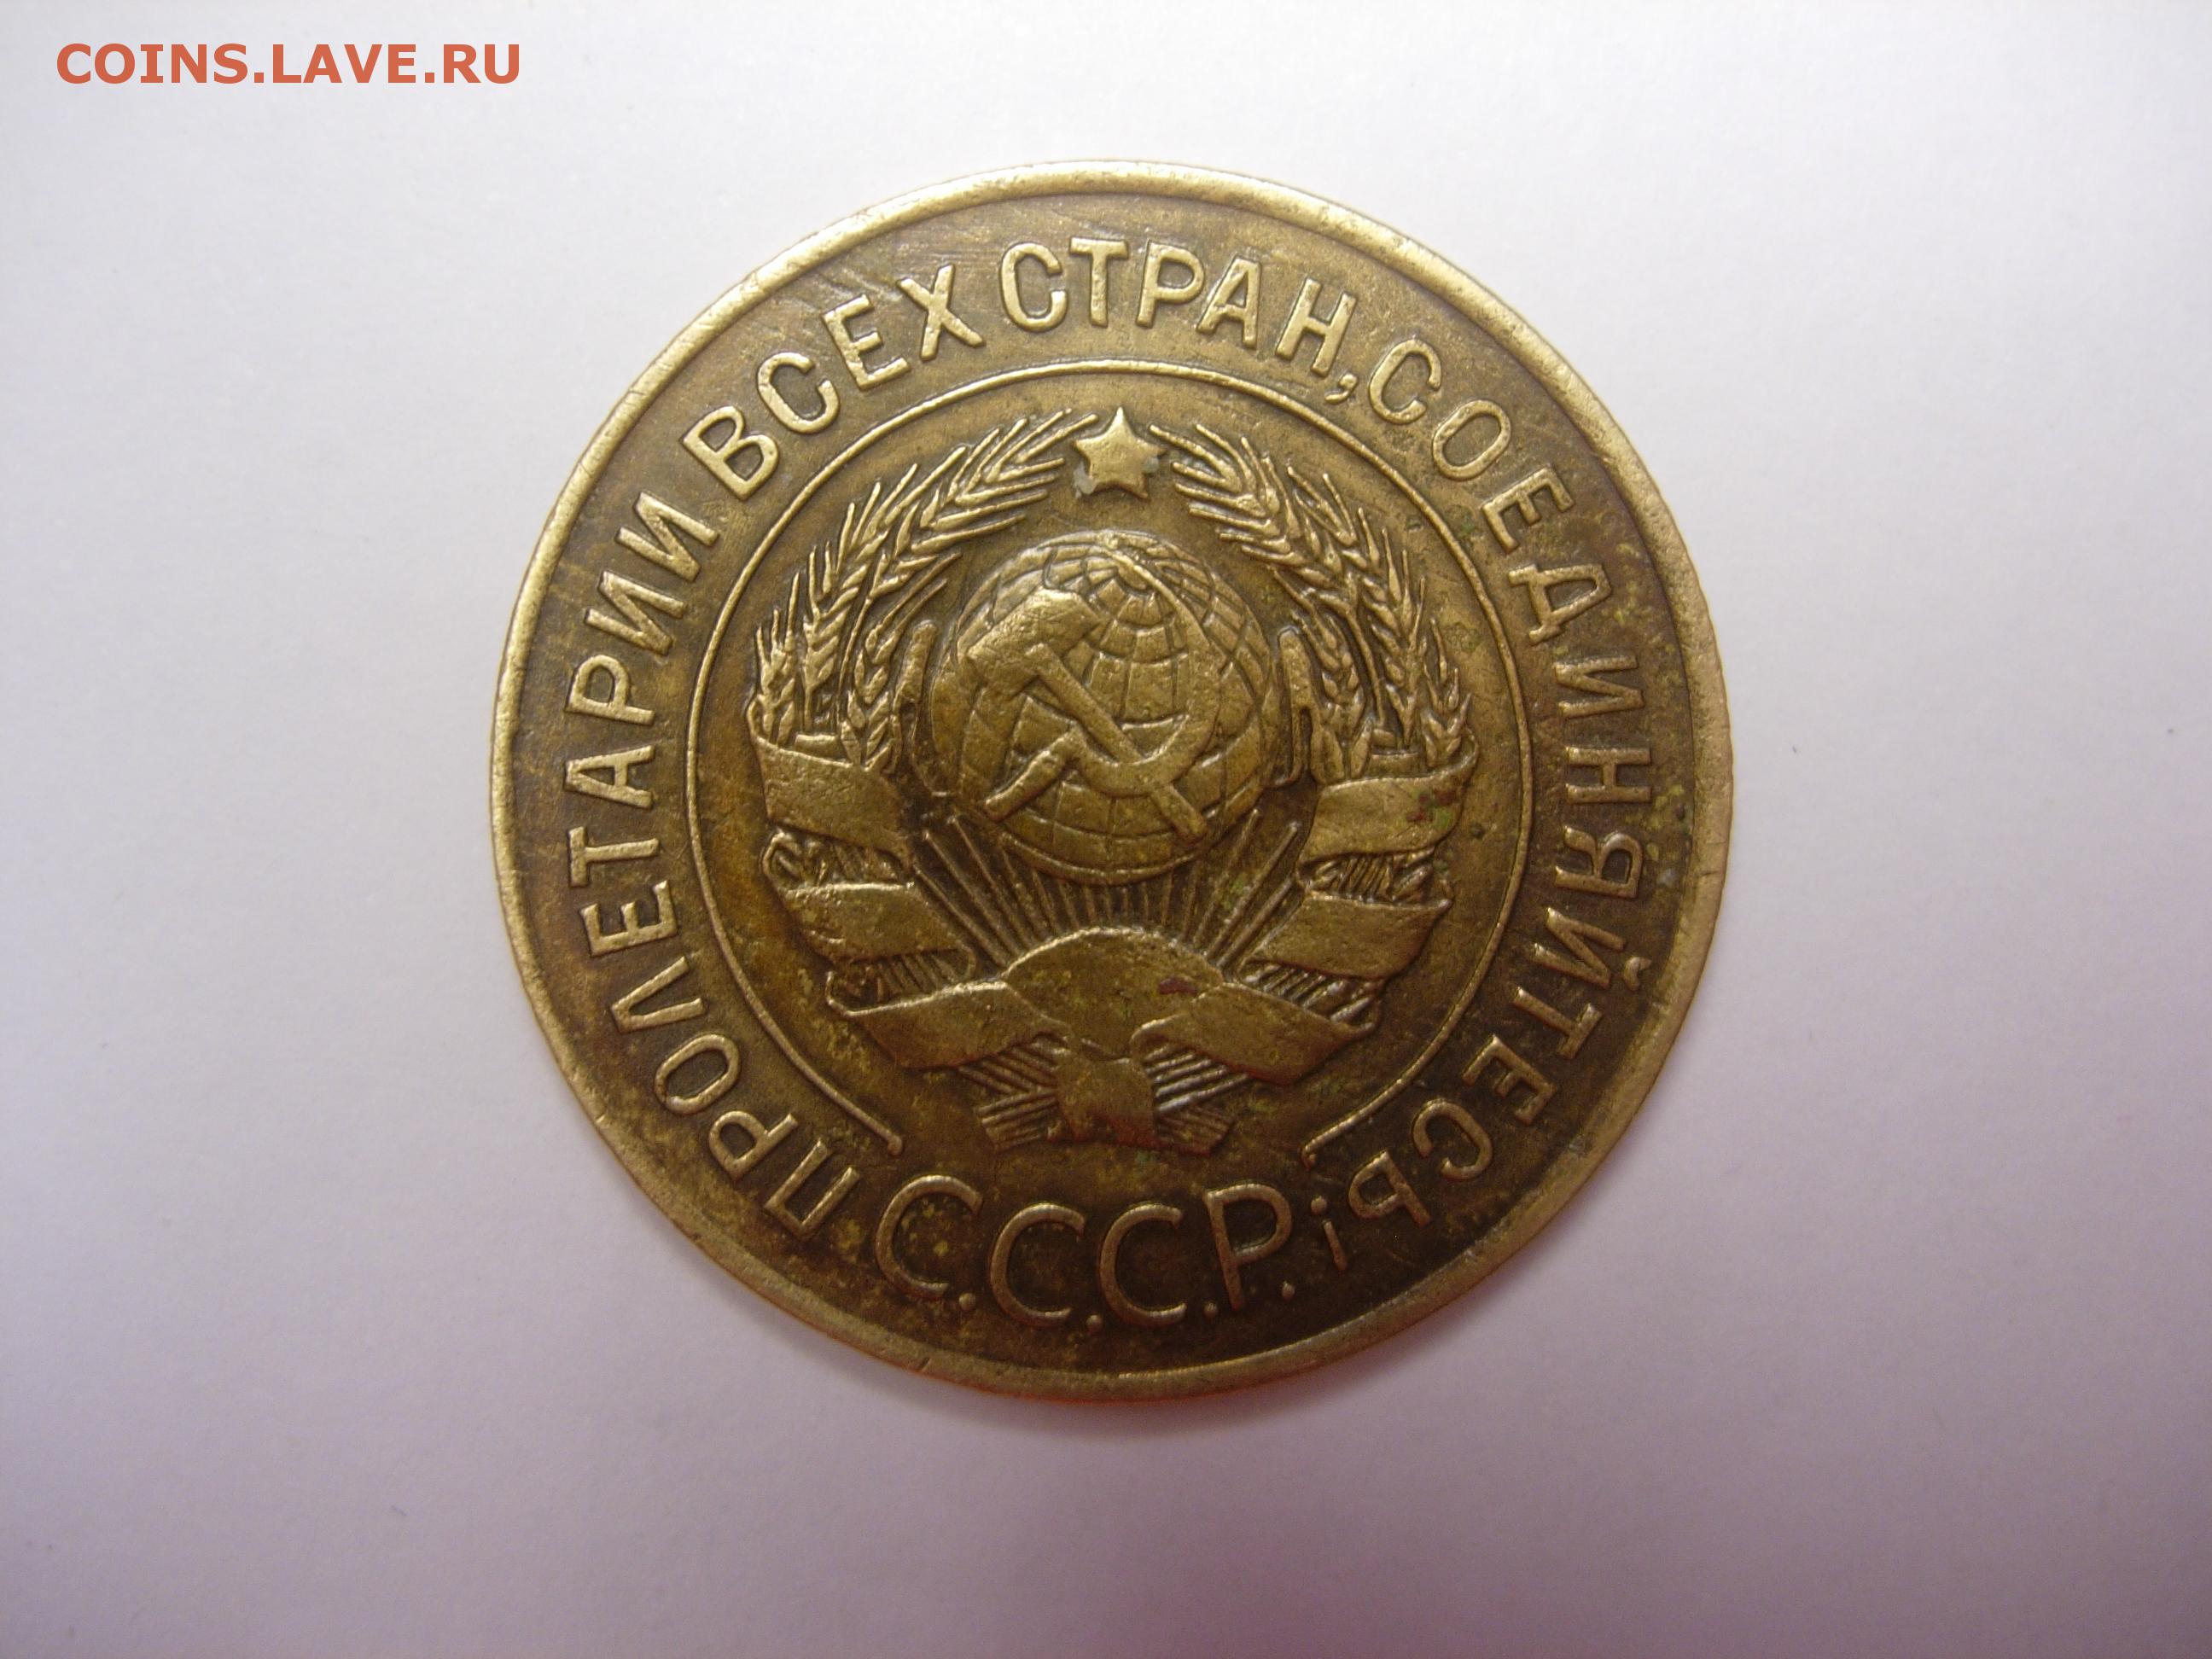 COINS.LAVE.RU
ПРОЛЕТАРИИ ВСЕХ СТРАН, СОЕДИНЯЙТЕСЬ!
С.С.С.Р.